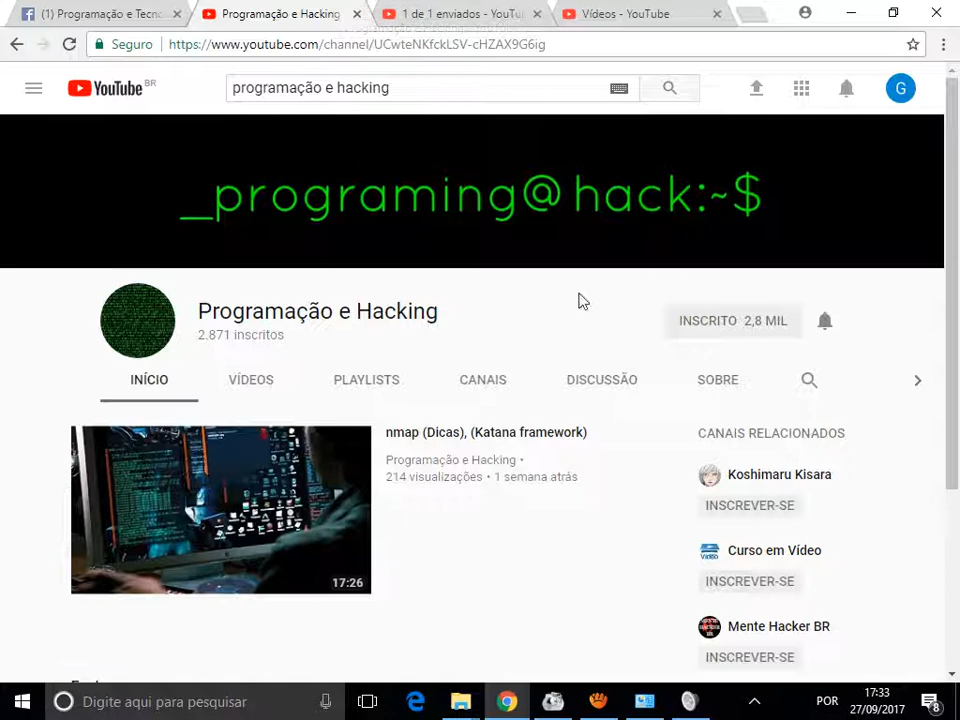 (1) Programação e Tecno
Programação e Hacking
1 de 1 enviados - YouTu
Vídeos - YouTube
Seguro
https://www.youtube.com/channel/UCwteNKfckLSV-cHZAX9G6ig
YouTube BR
programação e hacking
G
_programing@hack:~$
Programação e Hacking
2.871 inscritos
INSCRITO 2,8 MIL
INÍCIO
VÍDEOS
PLAYLISTS
CANAIS
DISCUSSÃO
SOBRE
nmap (Dicas), (Katana framework)
Programação e Hacking •
214 visualizações • 1 semana atrás
17:26
CANAIS RELACIONADOS
Koshimaru Kisara
INSCREVER-SE
Curso em Vídeo
INSCREVER-SE
Mente Hacker BR
INSCREVER-SE
Digite aqui para pesquisar
POR
17:33
27/09/2017
8